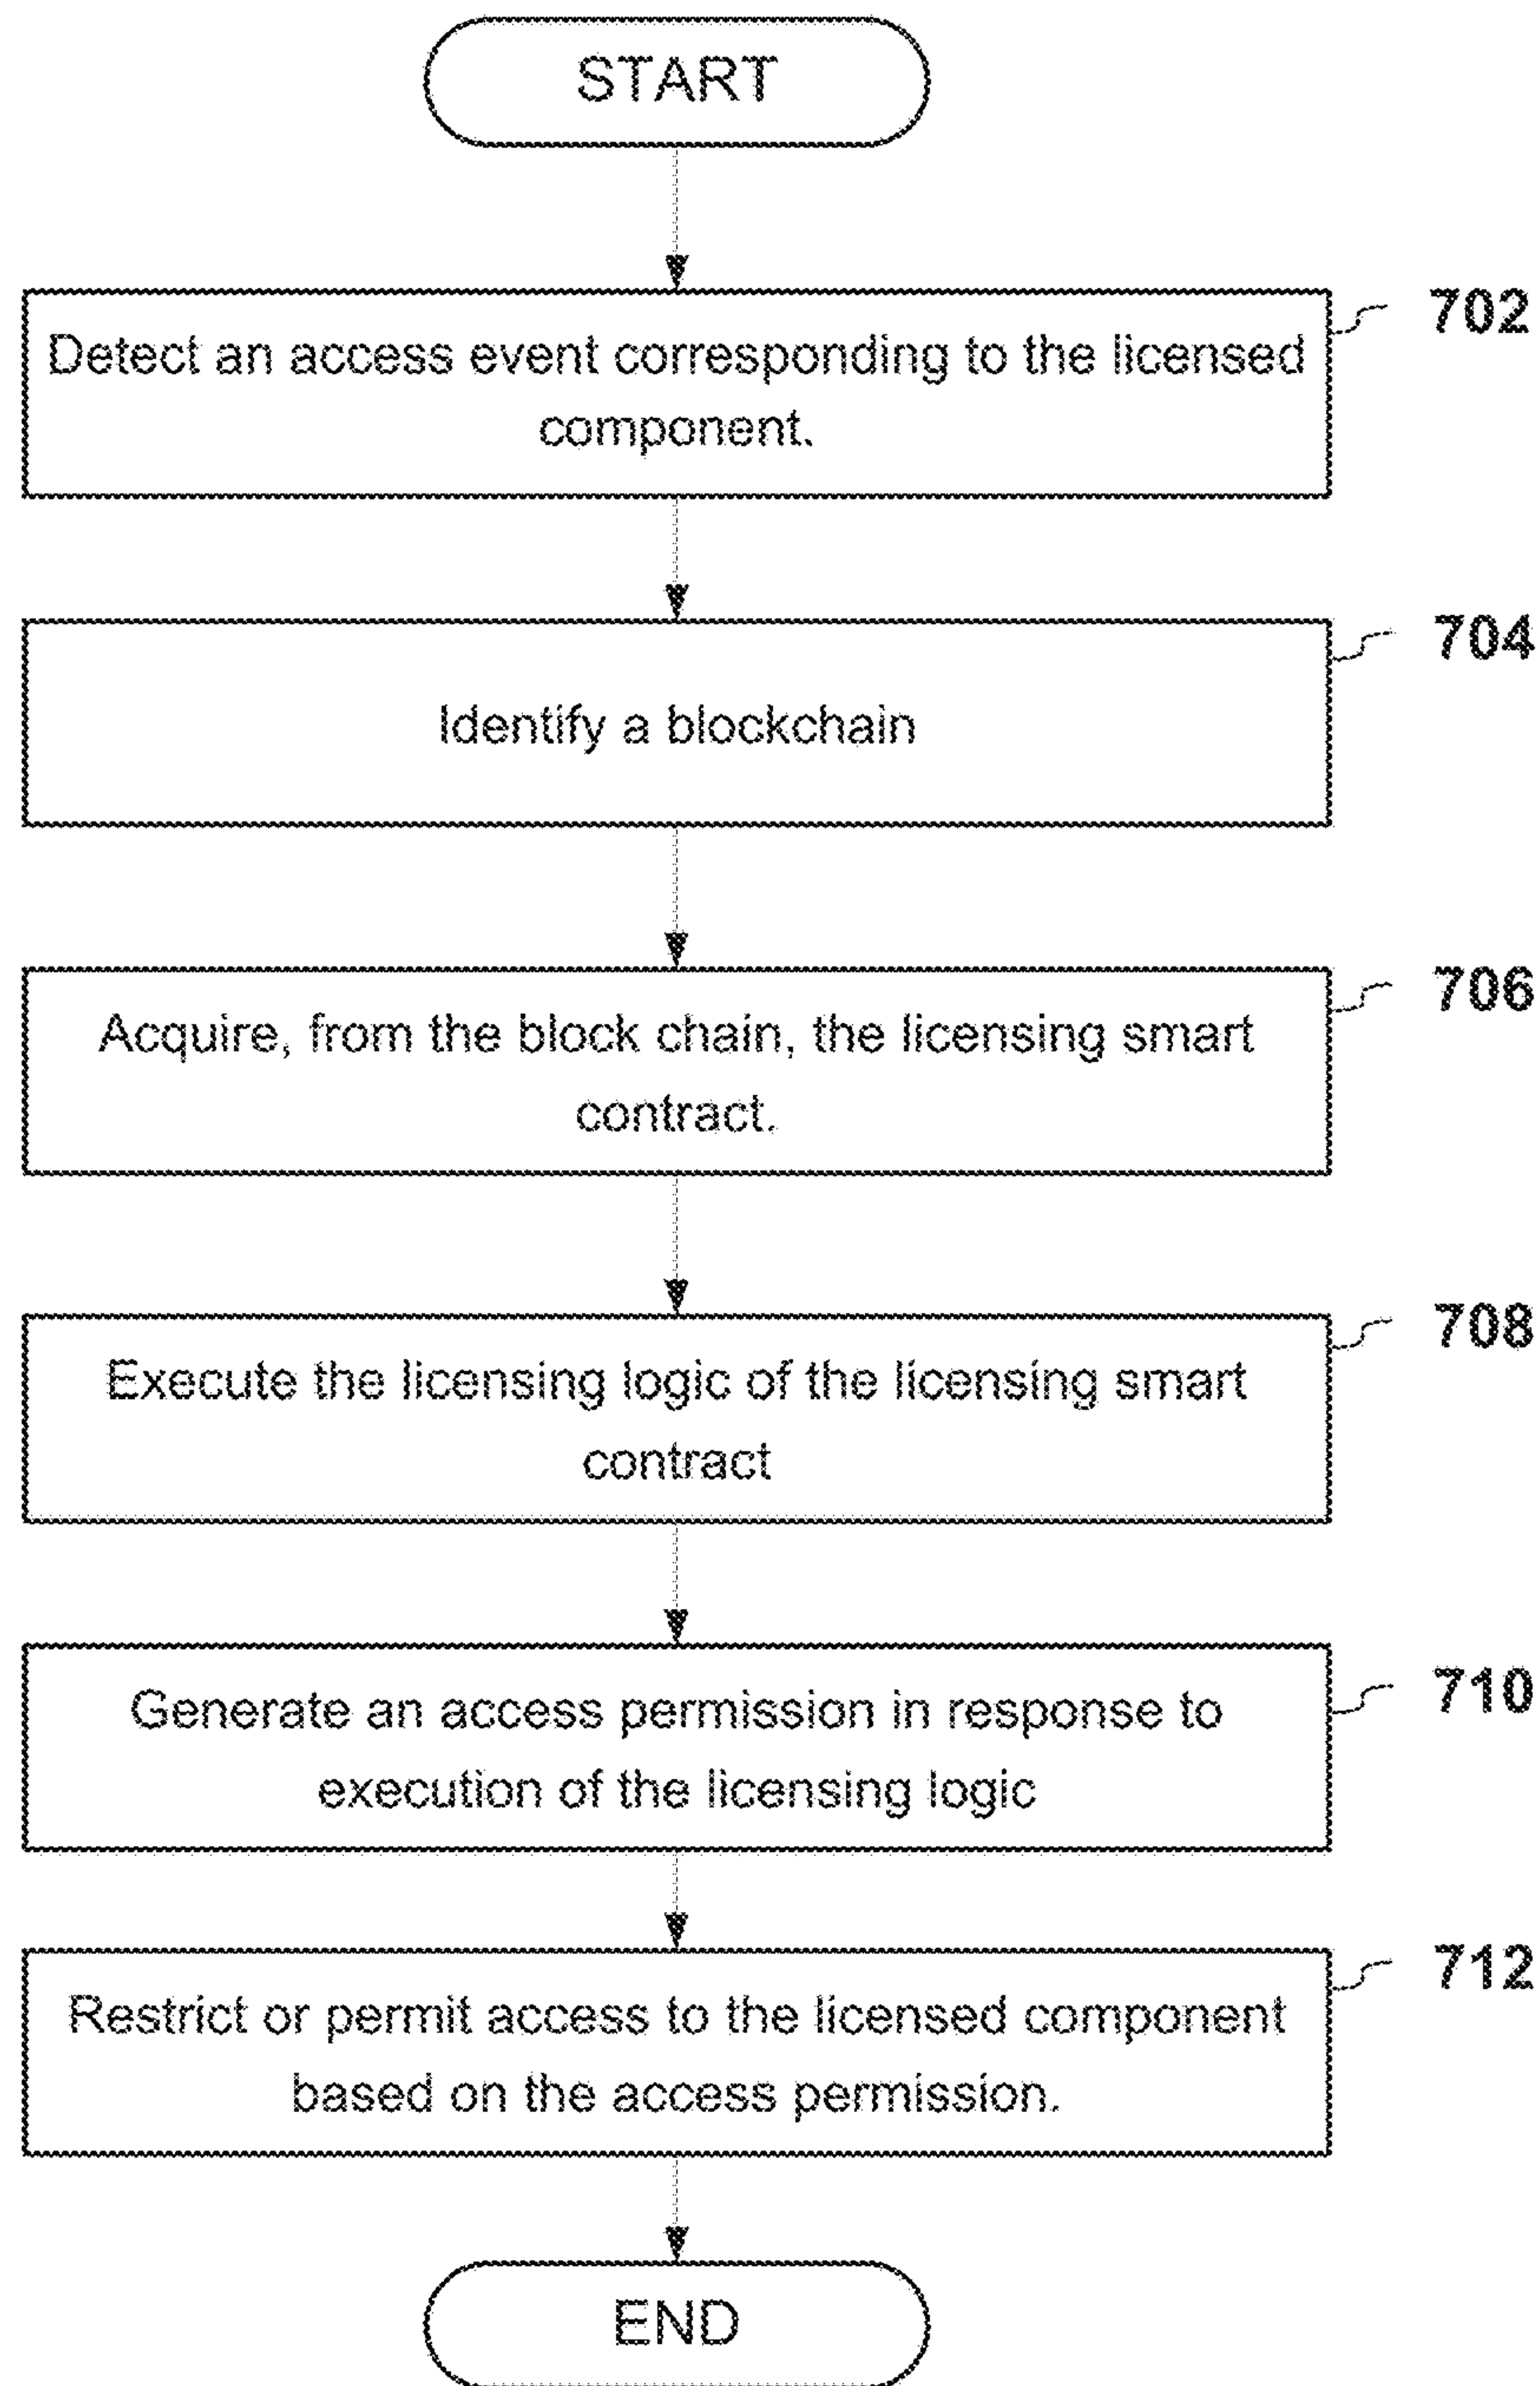 START
702
Detect an access event corresponding to the licensed
component.
704
Identify a blockchain
706
Acquire, from the block chain, the licensing smart
contract.
708
Execute the licensing logic of the licensing smart
contract
710
Generate an access permission in response to
execution of the licensing logic
712
Restrict or permit access to the licensed component
based on the access permission.
END